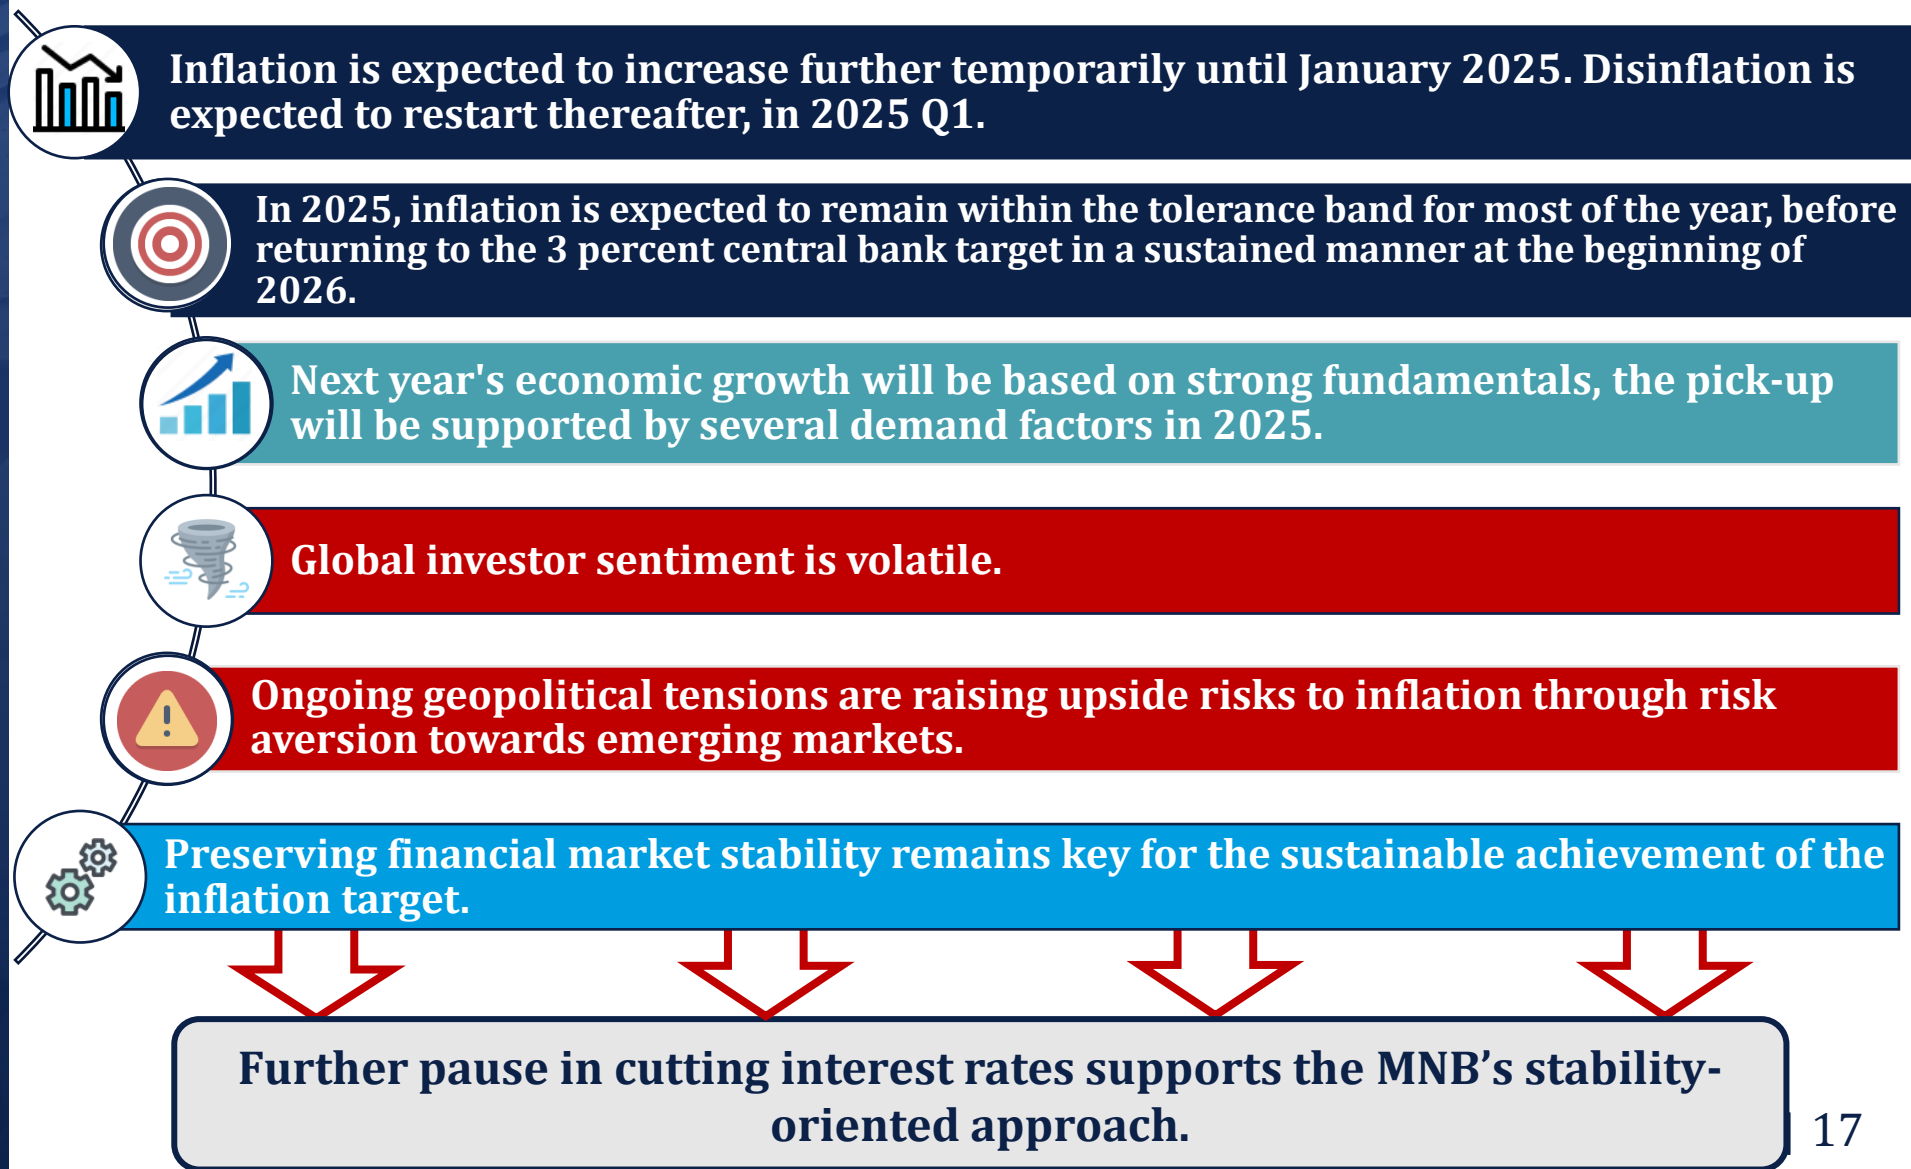 Inflation is expected to increase further temporarily until January 2025. Disinflation is
expected to restart thereafter, in 2025 Q1.
In 2025, inflation is expected to remain within the tolerance band for most of the year, before
returning to the 3 percent central bank target in a sustained manner at the beginning of
2026.
Next year's economic growth will be based on strong fundamentals, the pick-up
will be supported by several demand factors in 2025.
Global investor sentiment is volatile.
Ongoing geopolitical tensions are raising upside risks to inflation through risk
aversion towards emerging markets.
Preserving financial market stability remains key for the sustainable achievement of the
inflation target.
Further pause in cutting interest rates supports the MNB’s stability-
oriented approach.
17